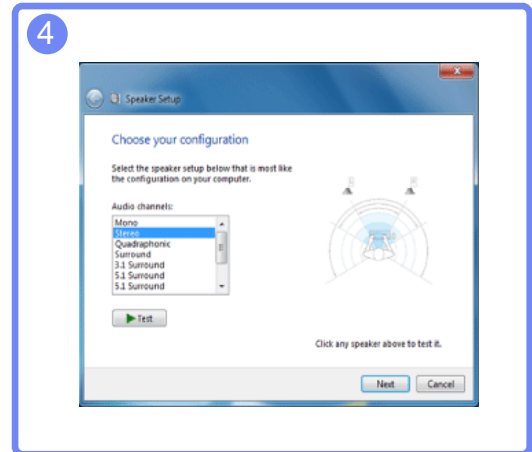 4
Speaker Setup
Choose your configuration
Select the speaker setup below that is most like
the configuration on your computer.
Audio channels:
Mono
Stereo
Quadraphonic
Surround
3.1 Surround
5.1 Surround
5.1 Surround
Test
Click any speaker above to test it.
Next
Cancel